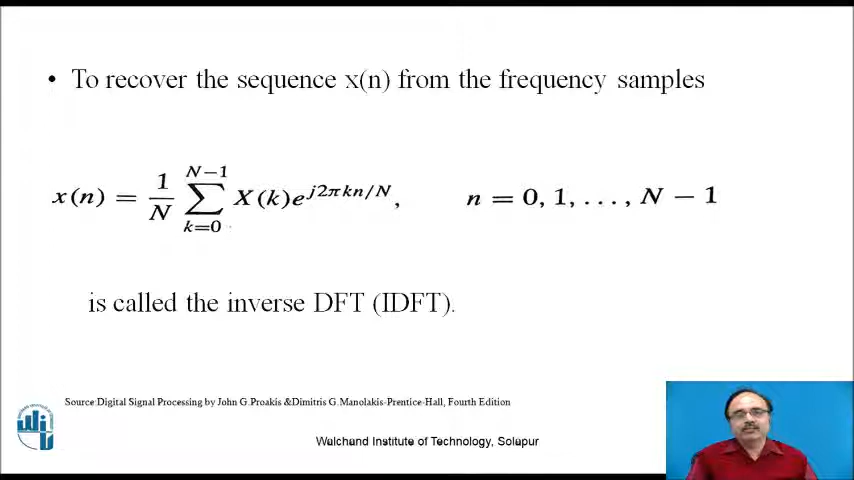 • To recover the sequence x(n) from the frequency samples
x(n) = 1/N ∑_{k=0}^{N−1} X(k)e^{j2πkn/N},    n = 0, 1, . . . , N − 1
is called the inverse DFT (IDFT).
Source:Digital Signal Processing by John G.Proakis &Dimitris G.Manolakis-Prentice-Hall, Fourth Edition
Walchand Institute of Technology, Solapur